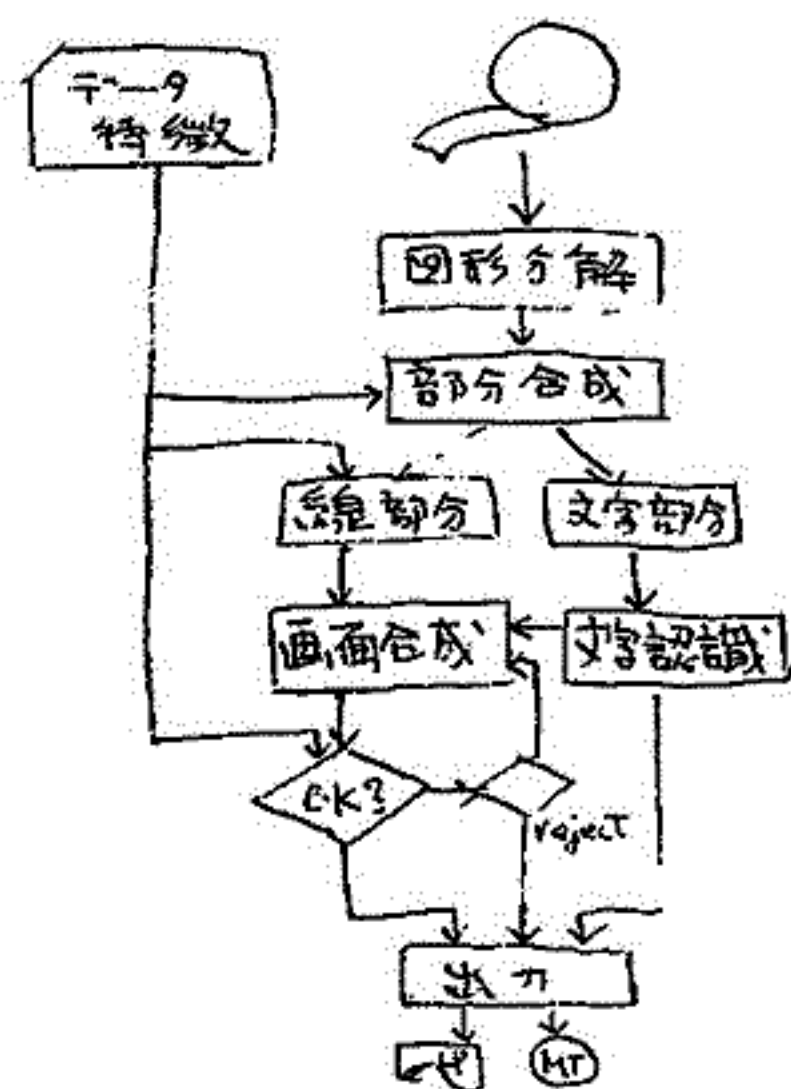 データ
特徴
図形分解
部分合成
線部分
文字部分
画面合成
文字認識
OK?
reject
出力
MT